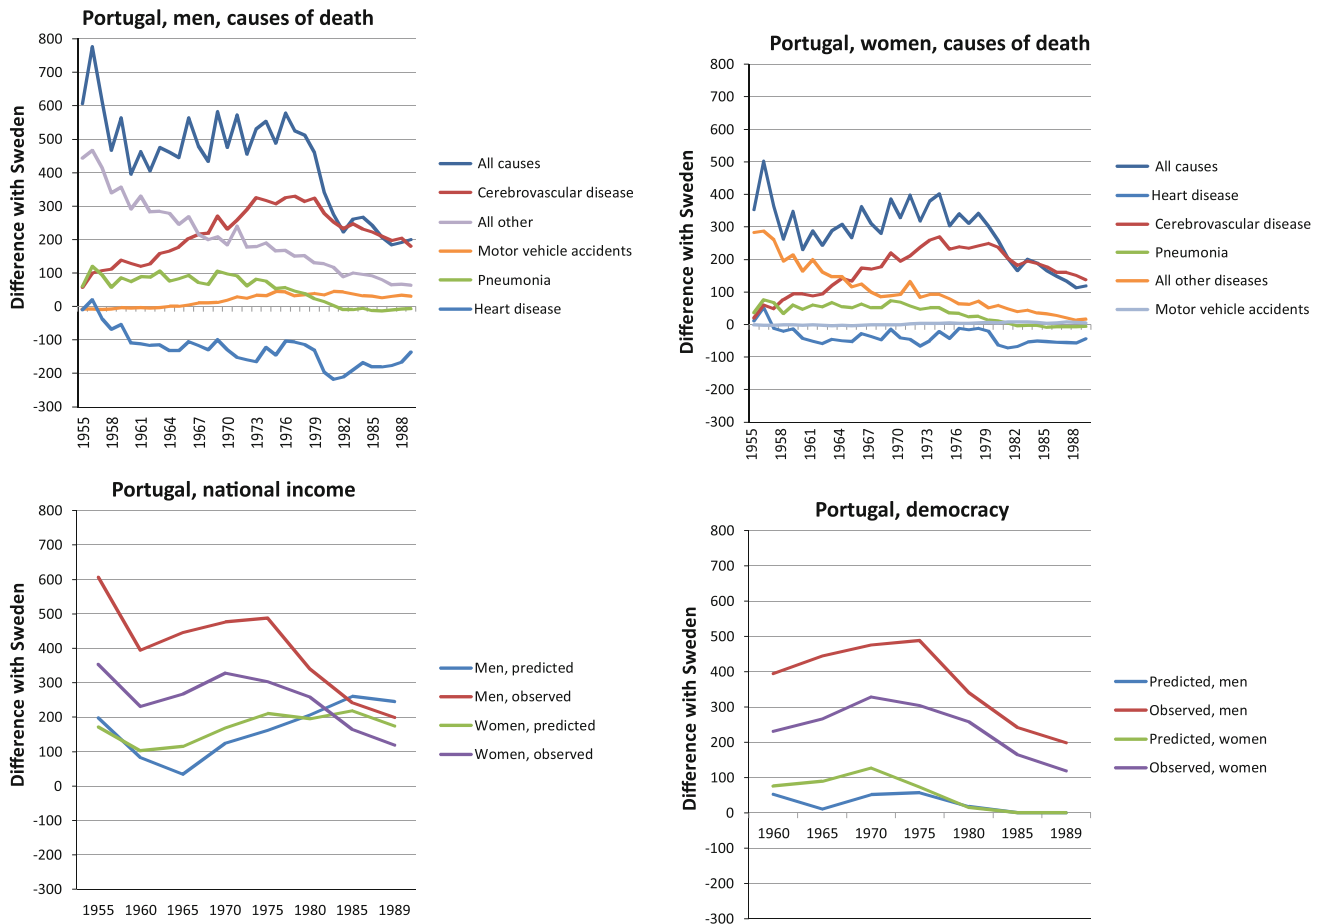 Portugal, men, causes of death
Difference with Sweden
800
700
600
500
400
300
200
100
0
-100
-200
-300
1955
1958
1961
1964
1967
1970
1973
1976
1979
1982
1985
1988
All causes
Cerebrovascular disease
All other
Motor vehicle accidents
Pneumonia
Heart disease
Portugal, women, causes of death
Difference with Sweden
800
700
600
500
400
300
200
100
0
-100
-200
-300
1955
1958
1961
1964
1967
1970
1973
1976
1979
1982
1985
1988
All causes
Heart disease
Cerebrovascular disease
Pneumonia
All other diseases
Motor vehicle accidents
Portugal, national income
Difference with Sweden
800
700
600
500
400
300
200
100
0
-100
-200
-300
1955 1960 1965 1970 1975 1980 1985 1989
Men, predicted
Men, observed
Women, predicted
Women, observed
Portugal, democracy
Difference with Sweden
800
700
600
500
400
300
200
100
0
-100
-200
-300
1960 1965 1970 1975 1980 1985 1989
Predicted, men
Observed, men
Predicted, women
Observed, women